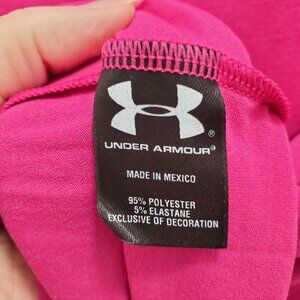 ®
UNDER ARMOUR®
MADE IN MEXICO
95% POLYESTER
5% ELASTANE
EXCLUSIVE OF DECORATION